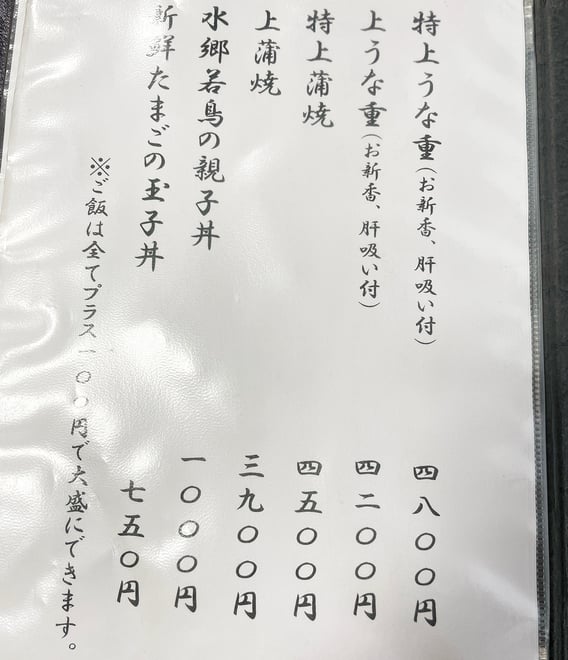 特上うな重(お新香、肝吸い付) 四八〇〇円
上うな重(お新香、肝吸い付) 四二〇〇円
特上蒲焼 四五〇〇円
上蒲焼 三九〇〇円
水郷若鳥の親子丼 一〇〇〇円
新鮮たまごの玉子丼 七五〇円
※ご飯は全てプラス一〇〇円で大盛にできます。